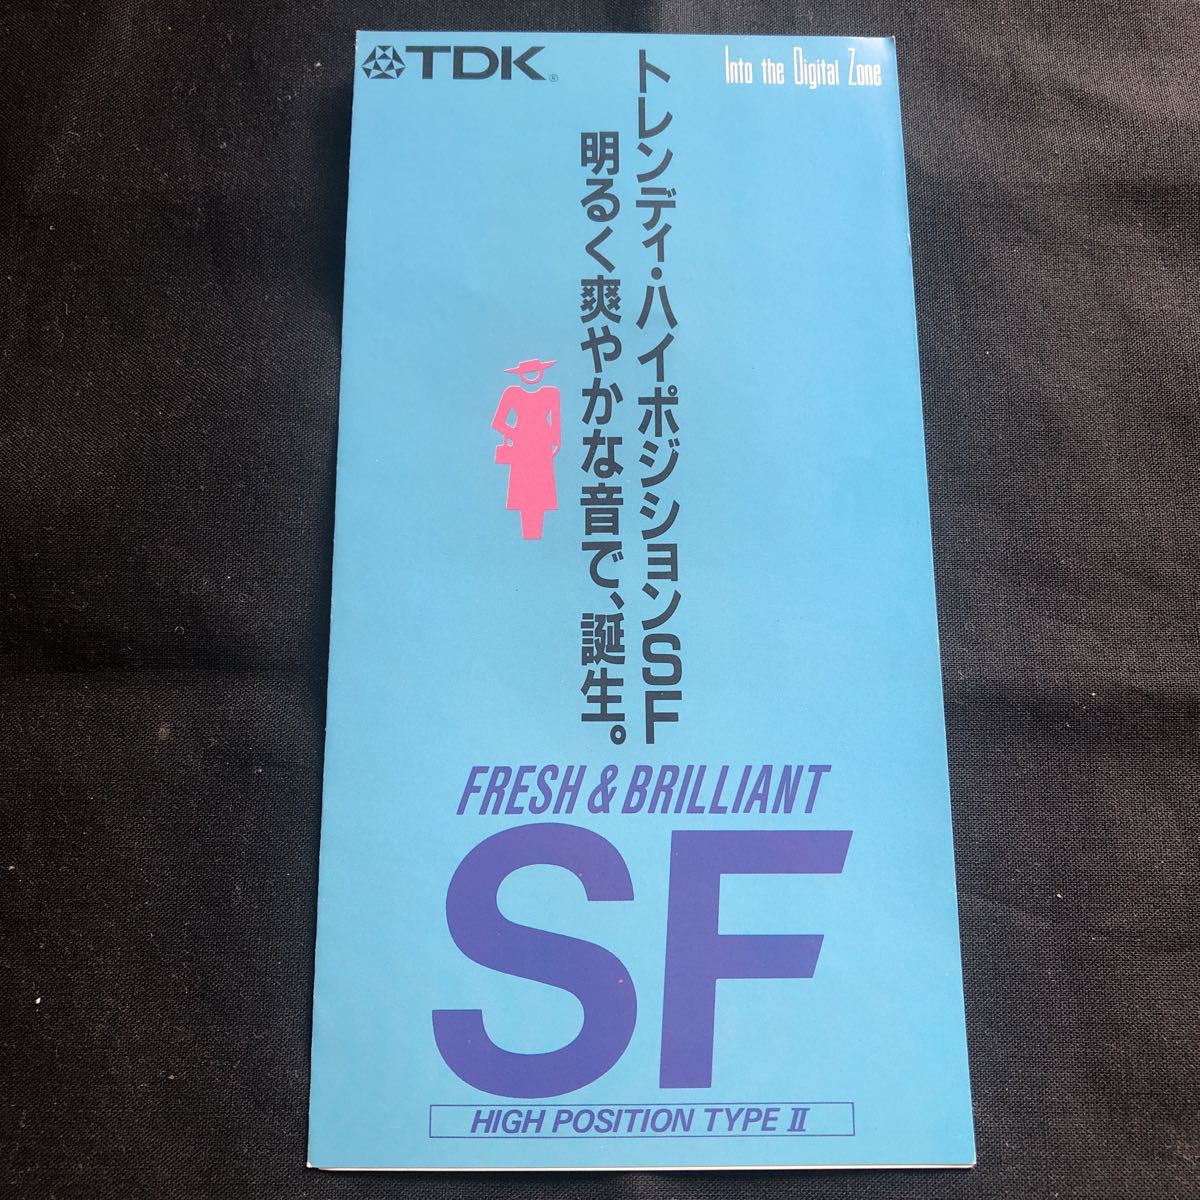 TDK®
Into the Digital Zone
トレンディ・ハイポジションSF
明るく爽やかな音で、誕生。
FRESH & BRILLIANT
SF
HIGH POSITION TYPE II